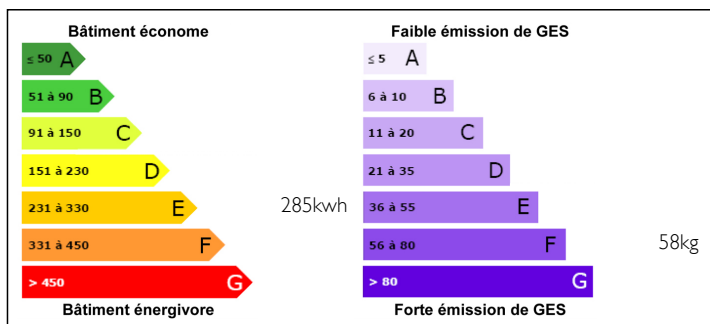 Bâtiment économe
≤ 50 A
51 à 90 B
91 à 150 C
151 à 230 D
231 à 330 E
285kwh
331 à 450 F
> 450 G
Bâtiment énergivore
Faible émission de GES
≤ 5 A
6 à 10 B
11 à 20 C
21 à 35 D
36 à 55 E
56 à 80 F
58kg
> 80 G
Forte émission de GES